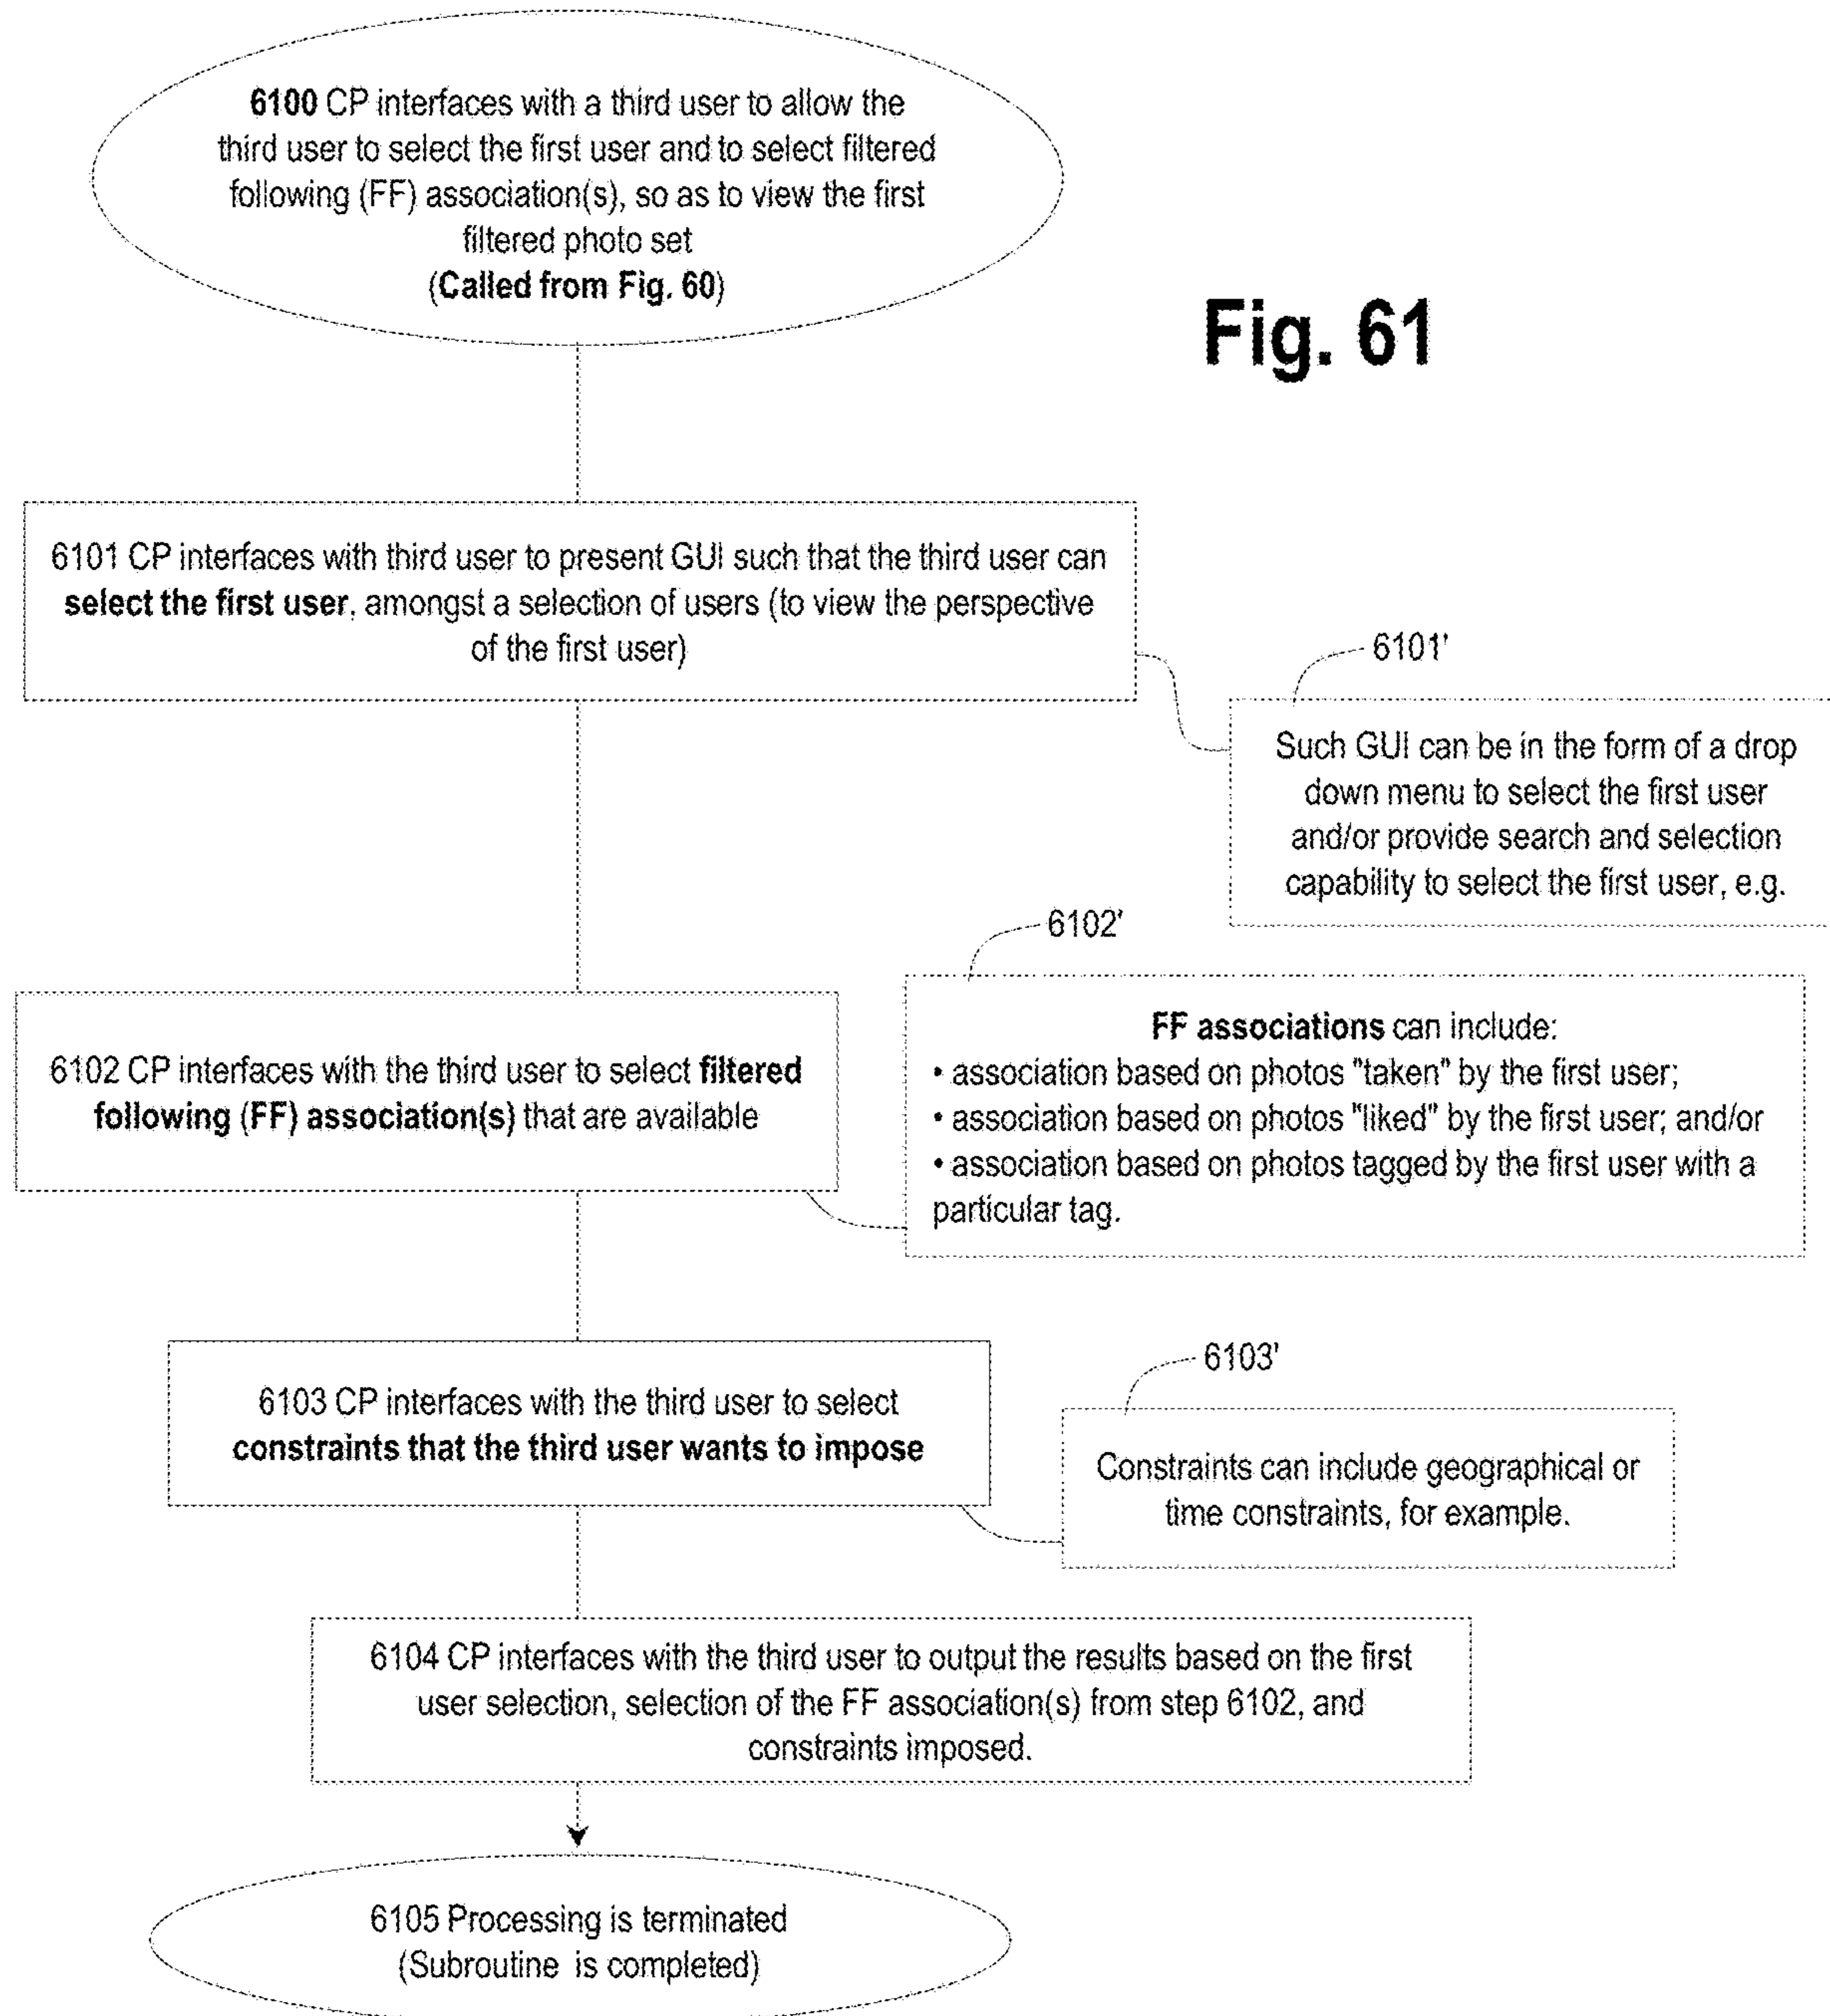 6100 CP interfaces with a third user to allow the
third user to select the first user and to select filtered
following (FF) association(s), so as to view the first
filtered photo set
(Called from Fig. 60)
Fig. 61
6101 CP interfaces with third user to present GUI such that the third user can
select the first user, amongst a selection of users (to view the perspective
of the first user)
6101'
Such GUI can be in the form of a drop
down menu to select the first user
and/or provide search and selection
capability to select the first user, e.g.
6102'
6102 CP interfaces with the third user to select filtered
following (FF) association(s) that are available
FF associations can include:
• association based on photos "taken" by the first user;
• association based on photos "liked" by the first user; and/or
• association based on photos tagged by the first user with a
particular tag.
6103'
6103 CP interfaces with the third user to select
constraints that the third user wants to impose
Constraints can include geographical or
time constraints, for example.
6104 CP interfaces with the third user to output the results based on the first
user selection, selection of the FF association(s) from step 6102, and
constraints imposed.
6105 Processing is terminated
(Subroutine is completed)